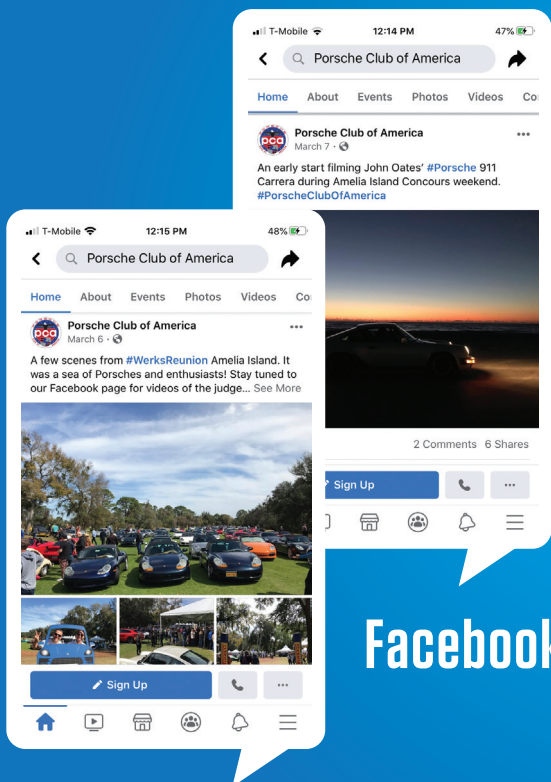 T-Mobile 12:14 PM 47%
Porsche Club of America
Home About Events Photos Videos Co
pca
Porsche Club of America
March 7 ·
An early start filming John Oates’ #Porsche 911
Carrera during Amelia Island Concours weekend.
#PorscheClubOfAmerica
2 Comments 6 Shares
Sign Up
T-Mobile 12:15 PM 48%
Porsche Club of America
Home About Events Photos Videos Co
pca
Porsche Club of America
March 6 ·
A few scenes from #WerksReunion Amelia Island. It
was a sea of Porsches and enthusiasts! Stay tuned to
our Facebook page for videos of the judge... See More
Sign Up
Facebook